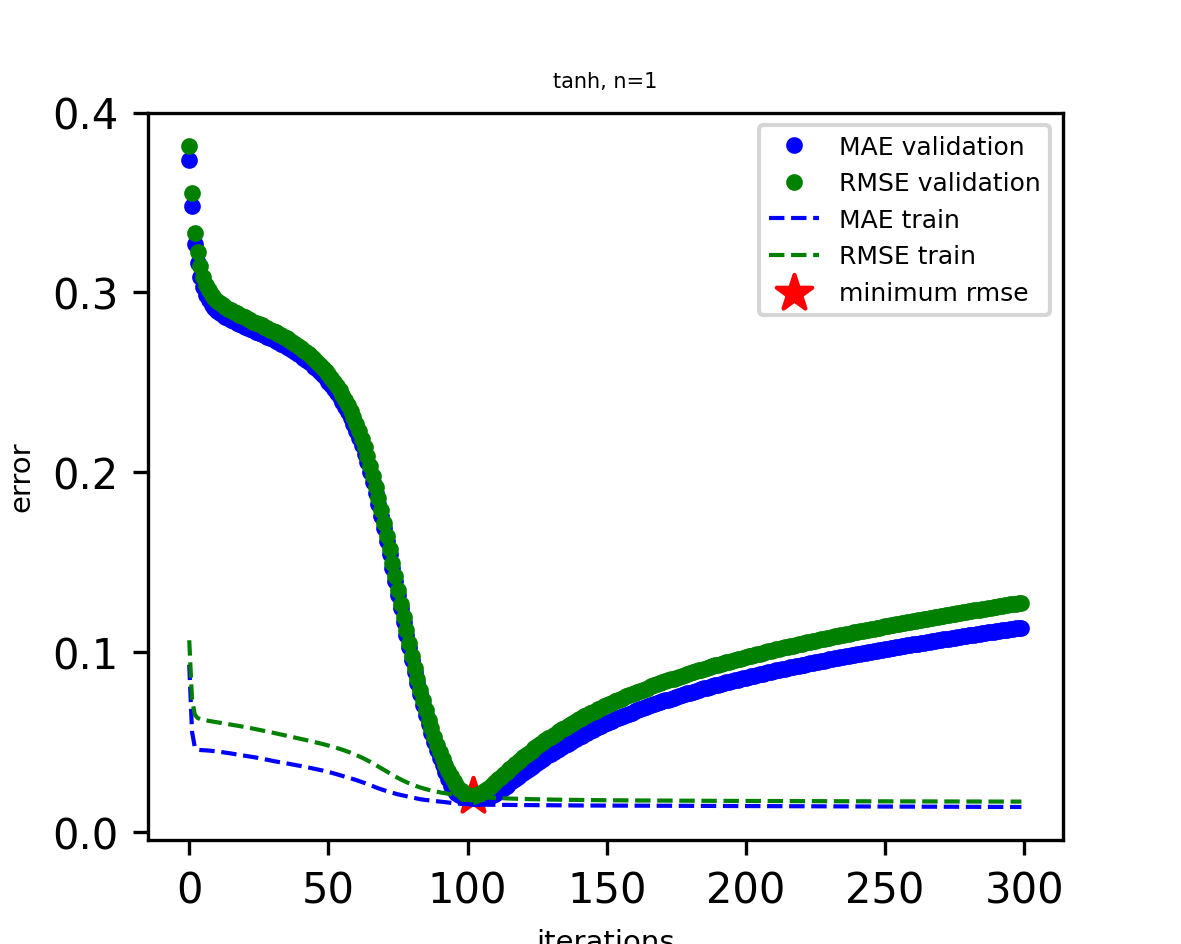 tanh, n=1
0.4
0.3
0.2
0.1
0.0
error
MAE validation
RMSE validation
MAE train
RMSE train
minimum rmse
0 50 100 150 200 250 300
iterations